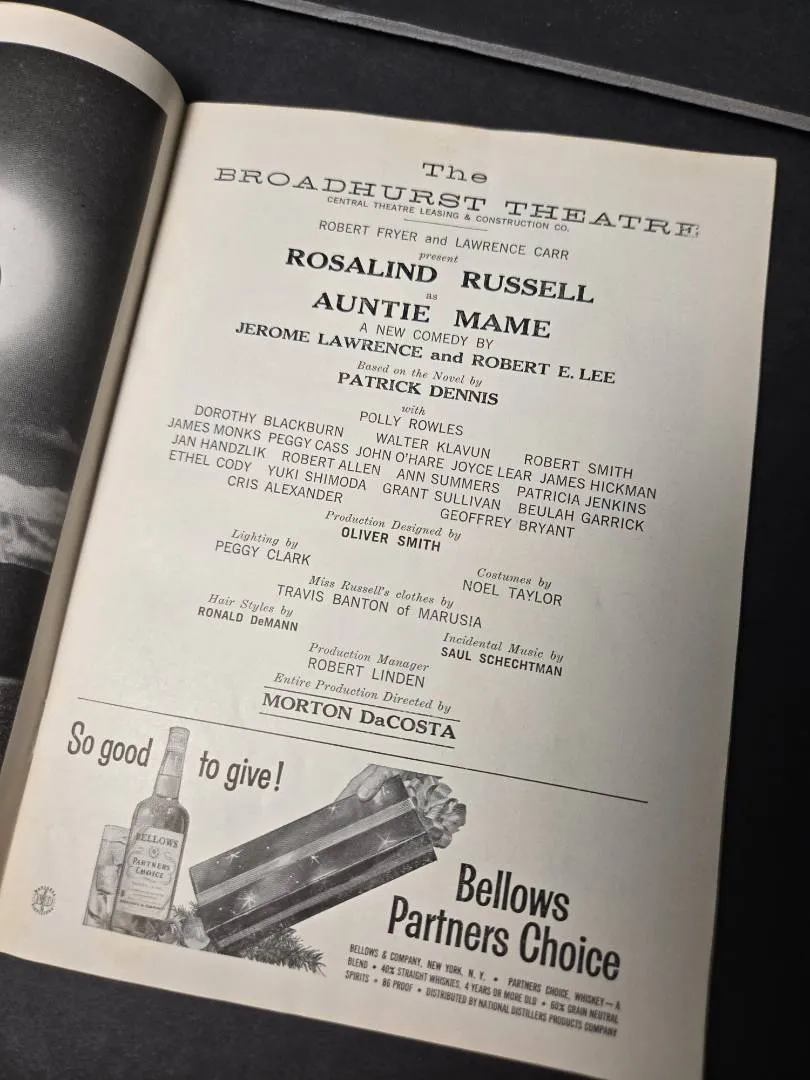 The
BROADHURST THEATRE
CENTRAL THEATRE LEASING & CONSTRUCTION CO.
ROBERT FRYER and LAWRENCE CARR
present
ROSALIND RUSSELL
as
AUNTIE MAME
A NEW COMEDY BY
JEROME LAWRENCE and ROBERT E. LEE
Based on the Novel by
PATRICK DENNIS
with
POLLY ROWLES
DOROTHY BLACKBURN WALTER KLAVUN ROBERT SMITH
JAMES MONKS PEGGY CASS JOHN O'HARE JOYCE LEAR JAMES HICKMAN
JAN HANDZLIK ROBERT ALLEN ANN SUMMERS PATRICIA JENKINS
ETHEL CODY YUKI SHIMODA GRANT SULLIVAN BEULAH GARRICK
CRIS ALEXANDER GEOFFREY BRYANT
Production Designed by
OLIVER SMITH
Lighting by
PEGGY CLARK
Costumes by
NOEL TAYLOR
Miss Russell's clothes by
TRAVIS BANTON of MARUSIA
Hair Styles by
RONALD DeMANN
Incidental Music by
SAUL SCHECHTMAN
Production Manager
ROBERT LINDEN
Entire Production Directed by
MORTON DaCOSTA
So good to give!
BELLOWS
PARTNERS
CHOICE
Bellows
Partners Choice
BELLOWS & COMPANY, NEW YORK, N. Y. • PARTNERS CHOICE, WHISKEY—A
BLEND • 40% STRAIGHT WHISKIES, 4 YEARS OR MORE OLD • 60% GRAIN NEUTRAL
SPIRITS • 86 PROOF • DISTRIBUTED BY NATIONAL DISTILLERS PRODUCTS COMPANY